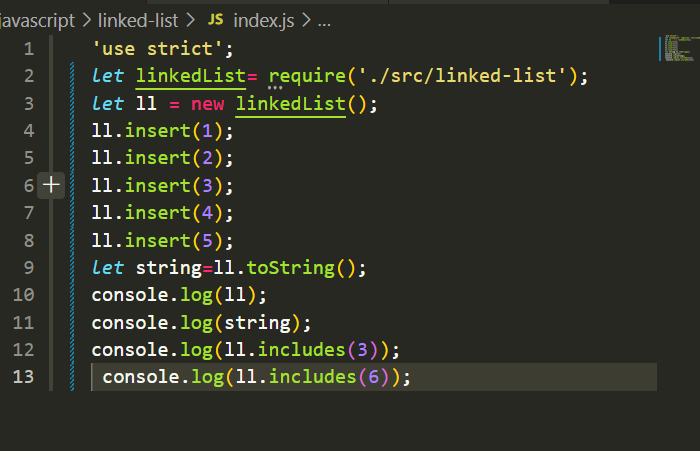 javascript > linked-list > JS index.js > ...
1 'use strict';
2 let linkedList= require('./src/linked-list');
3 let ll = new linkedList();
4 ll.insert(1);
5 ll.insert(2);
6 ll.insert(3);
7 ll.insert(4);
8 ll.insert(5);
9 let string=ll.toString();
10 console.log(ll);
11 console.log(string);
12 console.log(ll.includes(3));
13 console.log(ll.includes(6));